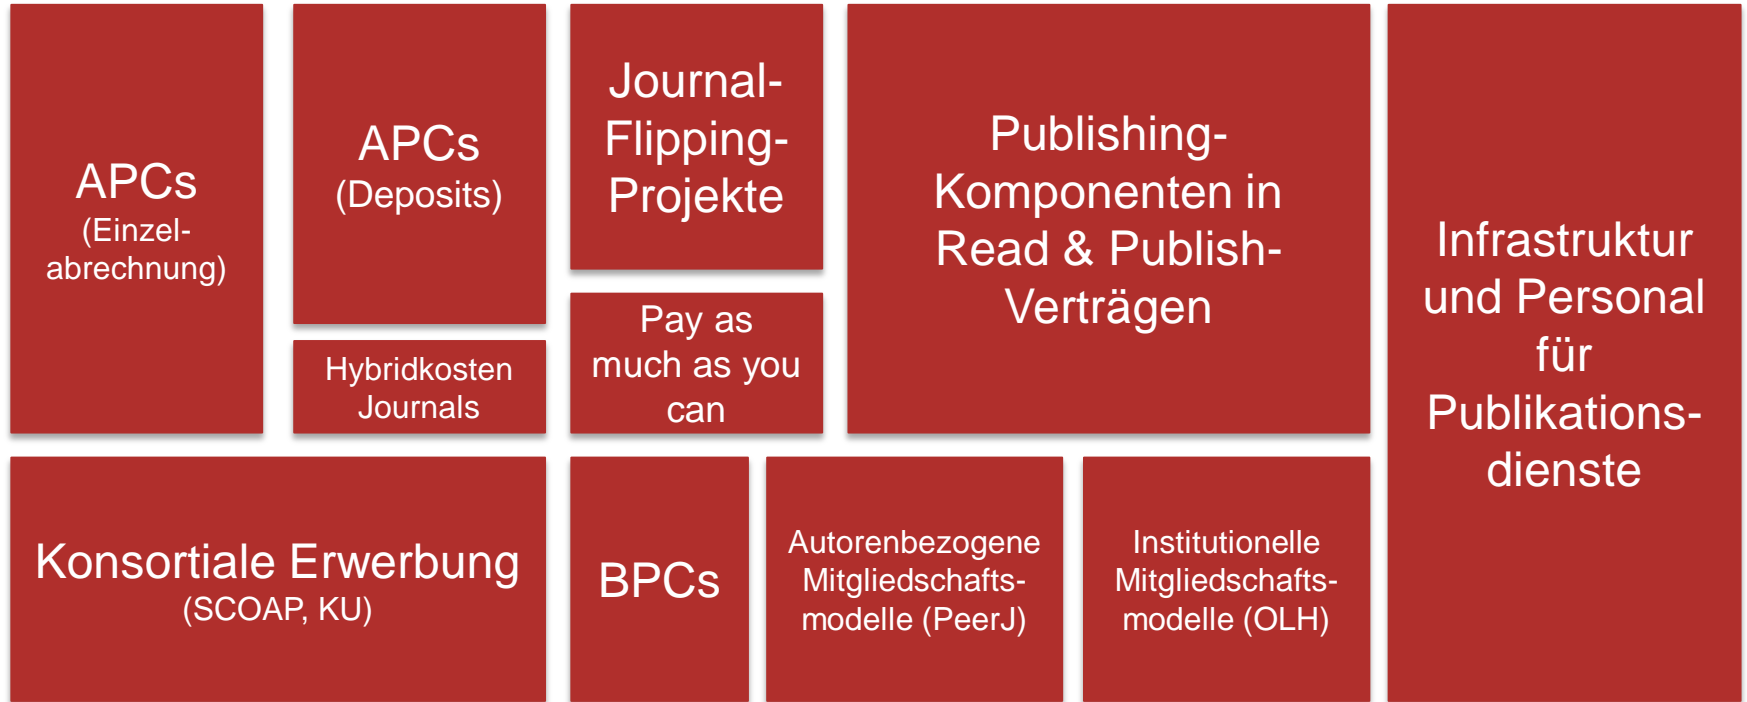 APCs
(Einzel-
abrechnung)
APCs
(Deposits)
Hybridkosten
Journals
Journal-
Flipping-
Projekte
Pay as
much as you
can
Publishing-
Komponenten in
Read & Publish-
Verträgen
Infrastruktur
und Personal
für
Publikations-
dienste
Konsortiale Erwerbung
(SCOAP, KU)
BPCs
Autorenbezogene
Mitgliedschafts-
modelle (PeerJ)
Institutionelle
Mitgliedschafts-
modelle (OLH)